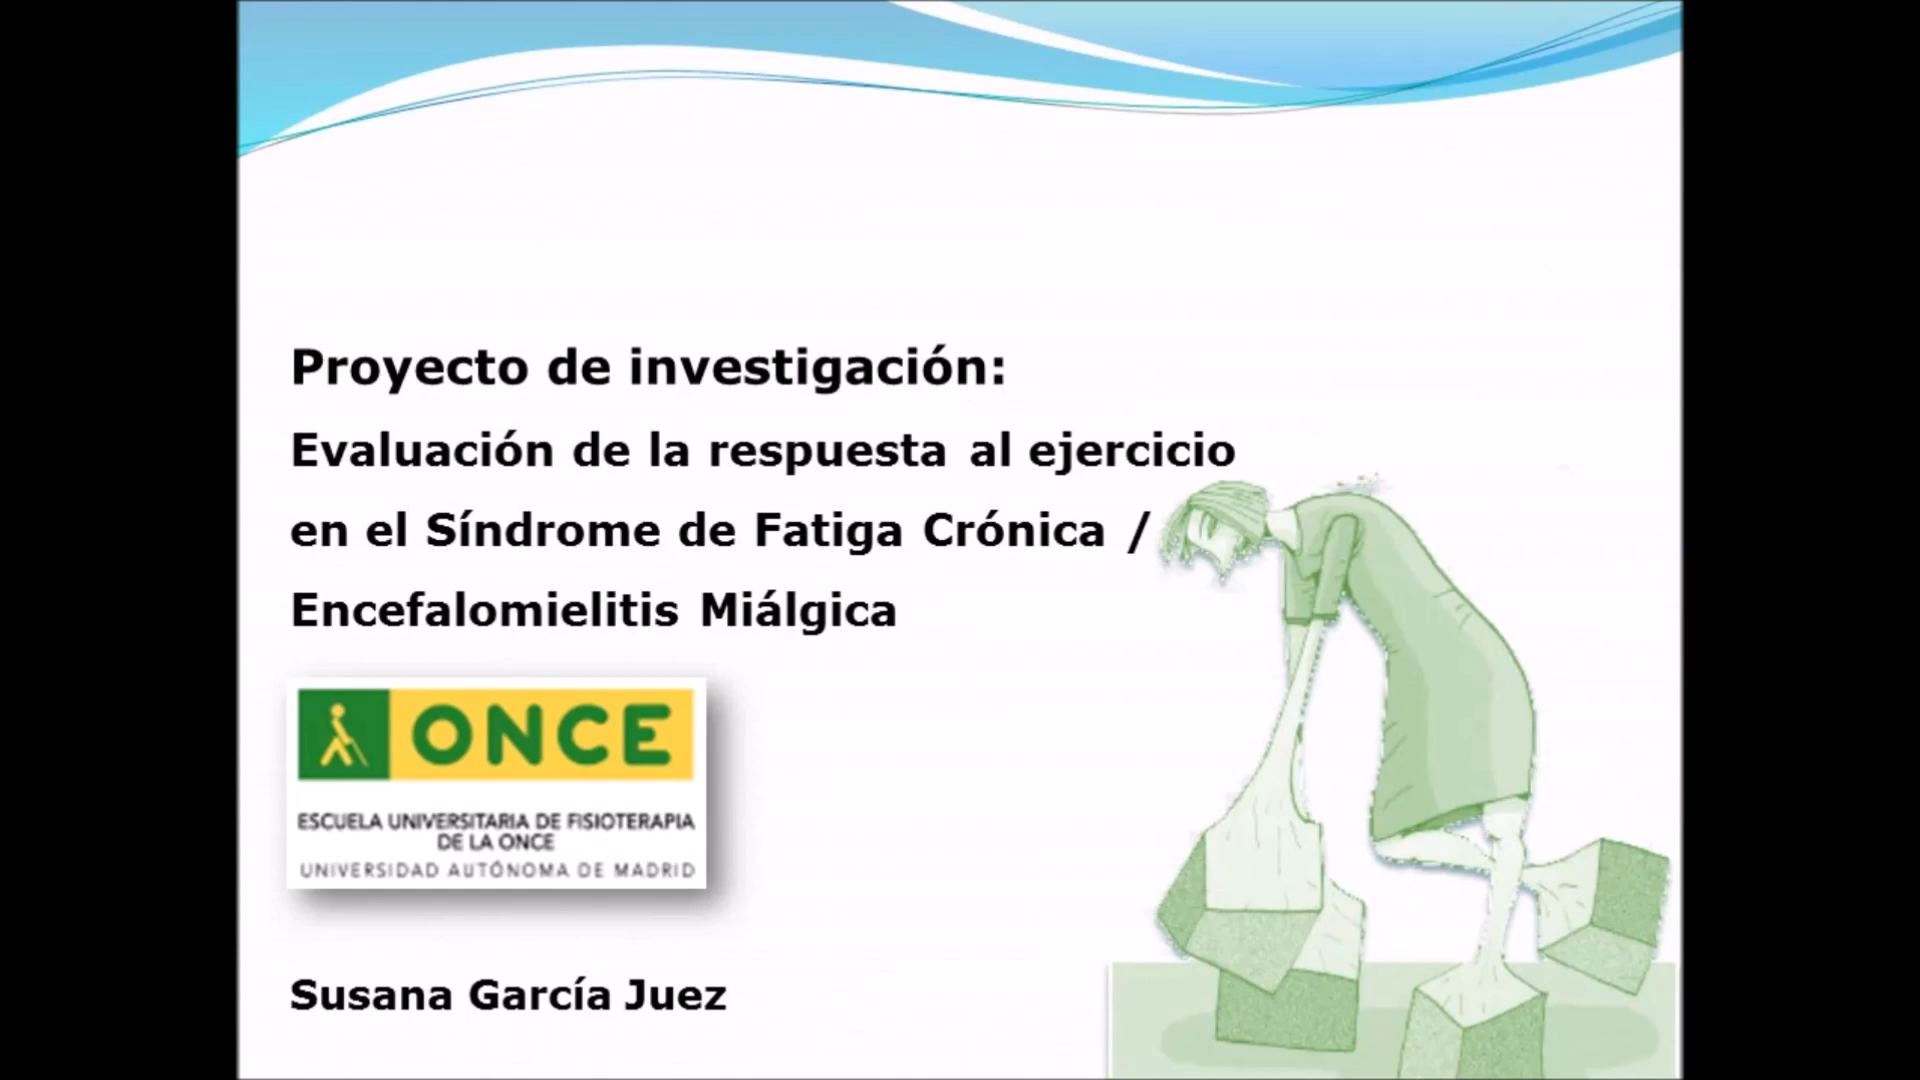 Proyecto de investigación:
Evaluación de la respuesta al ejercicio
en el Síndrome de Fatiga Crónica /
Encefalomielitis Miálgica
ONCE
ESCUELA UNIVERSITARIA DE FISIOTERAPIA
DE LA ONCE
UNIVERSIDAD AUTÓNOMA DE MADRID
Susana García Juez